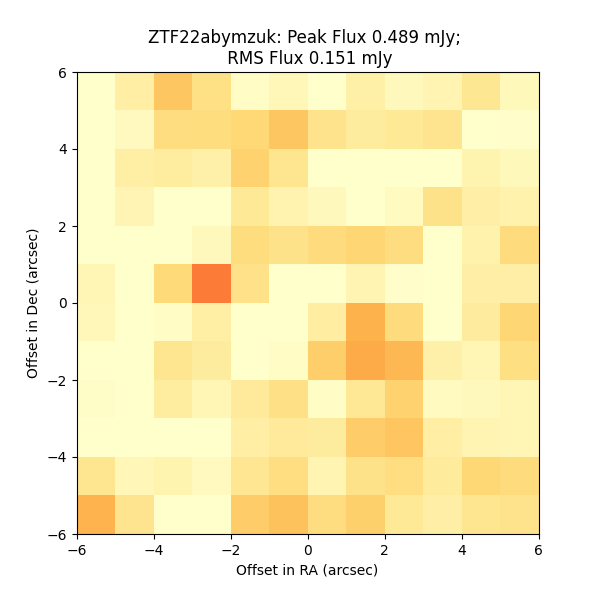 ZTF22abymzuk: Peak Flux 0.489 mJy;
RMS Flux 0.151 mJy
6
4
2
0
−2
−4
−6
Offset in Dec (arcsec)
−6 −4 −2 0 2 4 6
Offset in RA (arcsec)